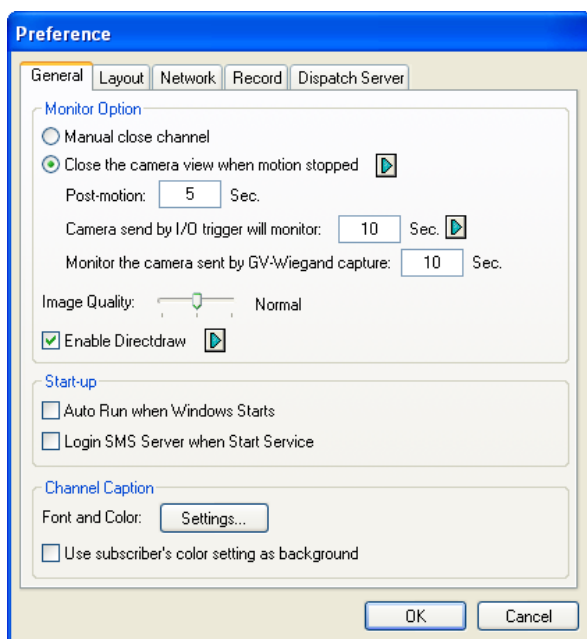 Preference
General Layout Network Record Dispatch Server
Monitor Option
Manual close channel
Close the camera view when motion stopped
Post-motion: 5 Sec.
Camera send by I/O trigger will monitor: 10 Sec.
Monitor the camera sent by GV-Wiegand capture: 10 Sec.
Image Quality: Normal
Enable Directdraw
Start-up
Auto Run when Windows Starts
Login SMS Server when Start Service
Channel Caption
Font and Color: Settings...
Use subscriber's color setting as background
OK Cancel